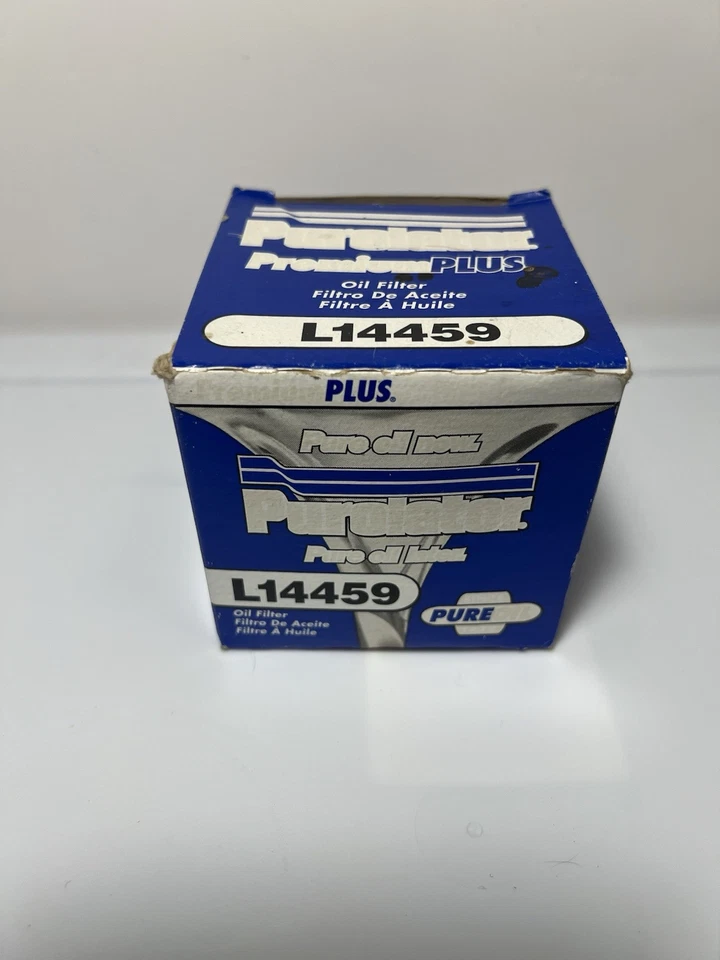 Purolator
PremiumPLUS
Oil Filter
Filtro De Aceite
Filtre À Huile
L14459
PLUS®
Pure oil now.
Purolator
Pure oil later.
L14459
Oil Filter
Filtro De Aceite
Filtre À Huile
PURE